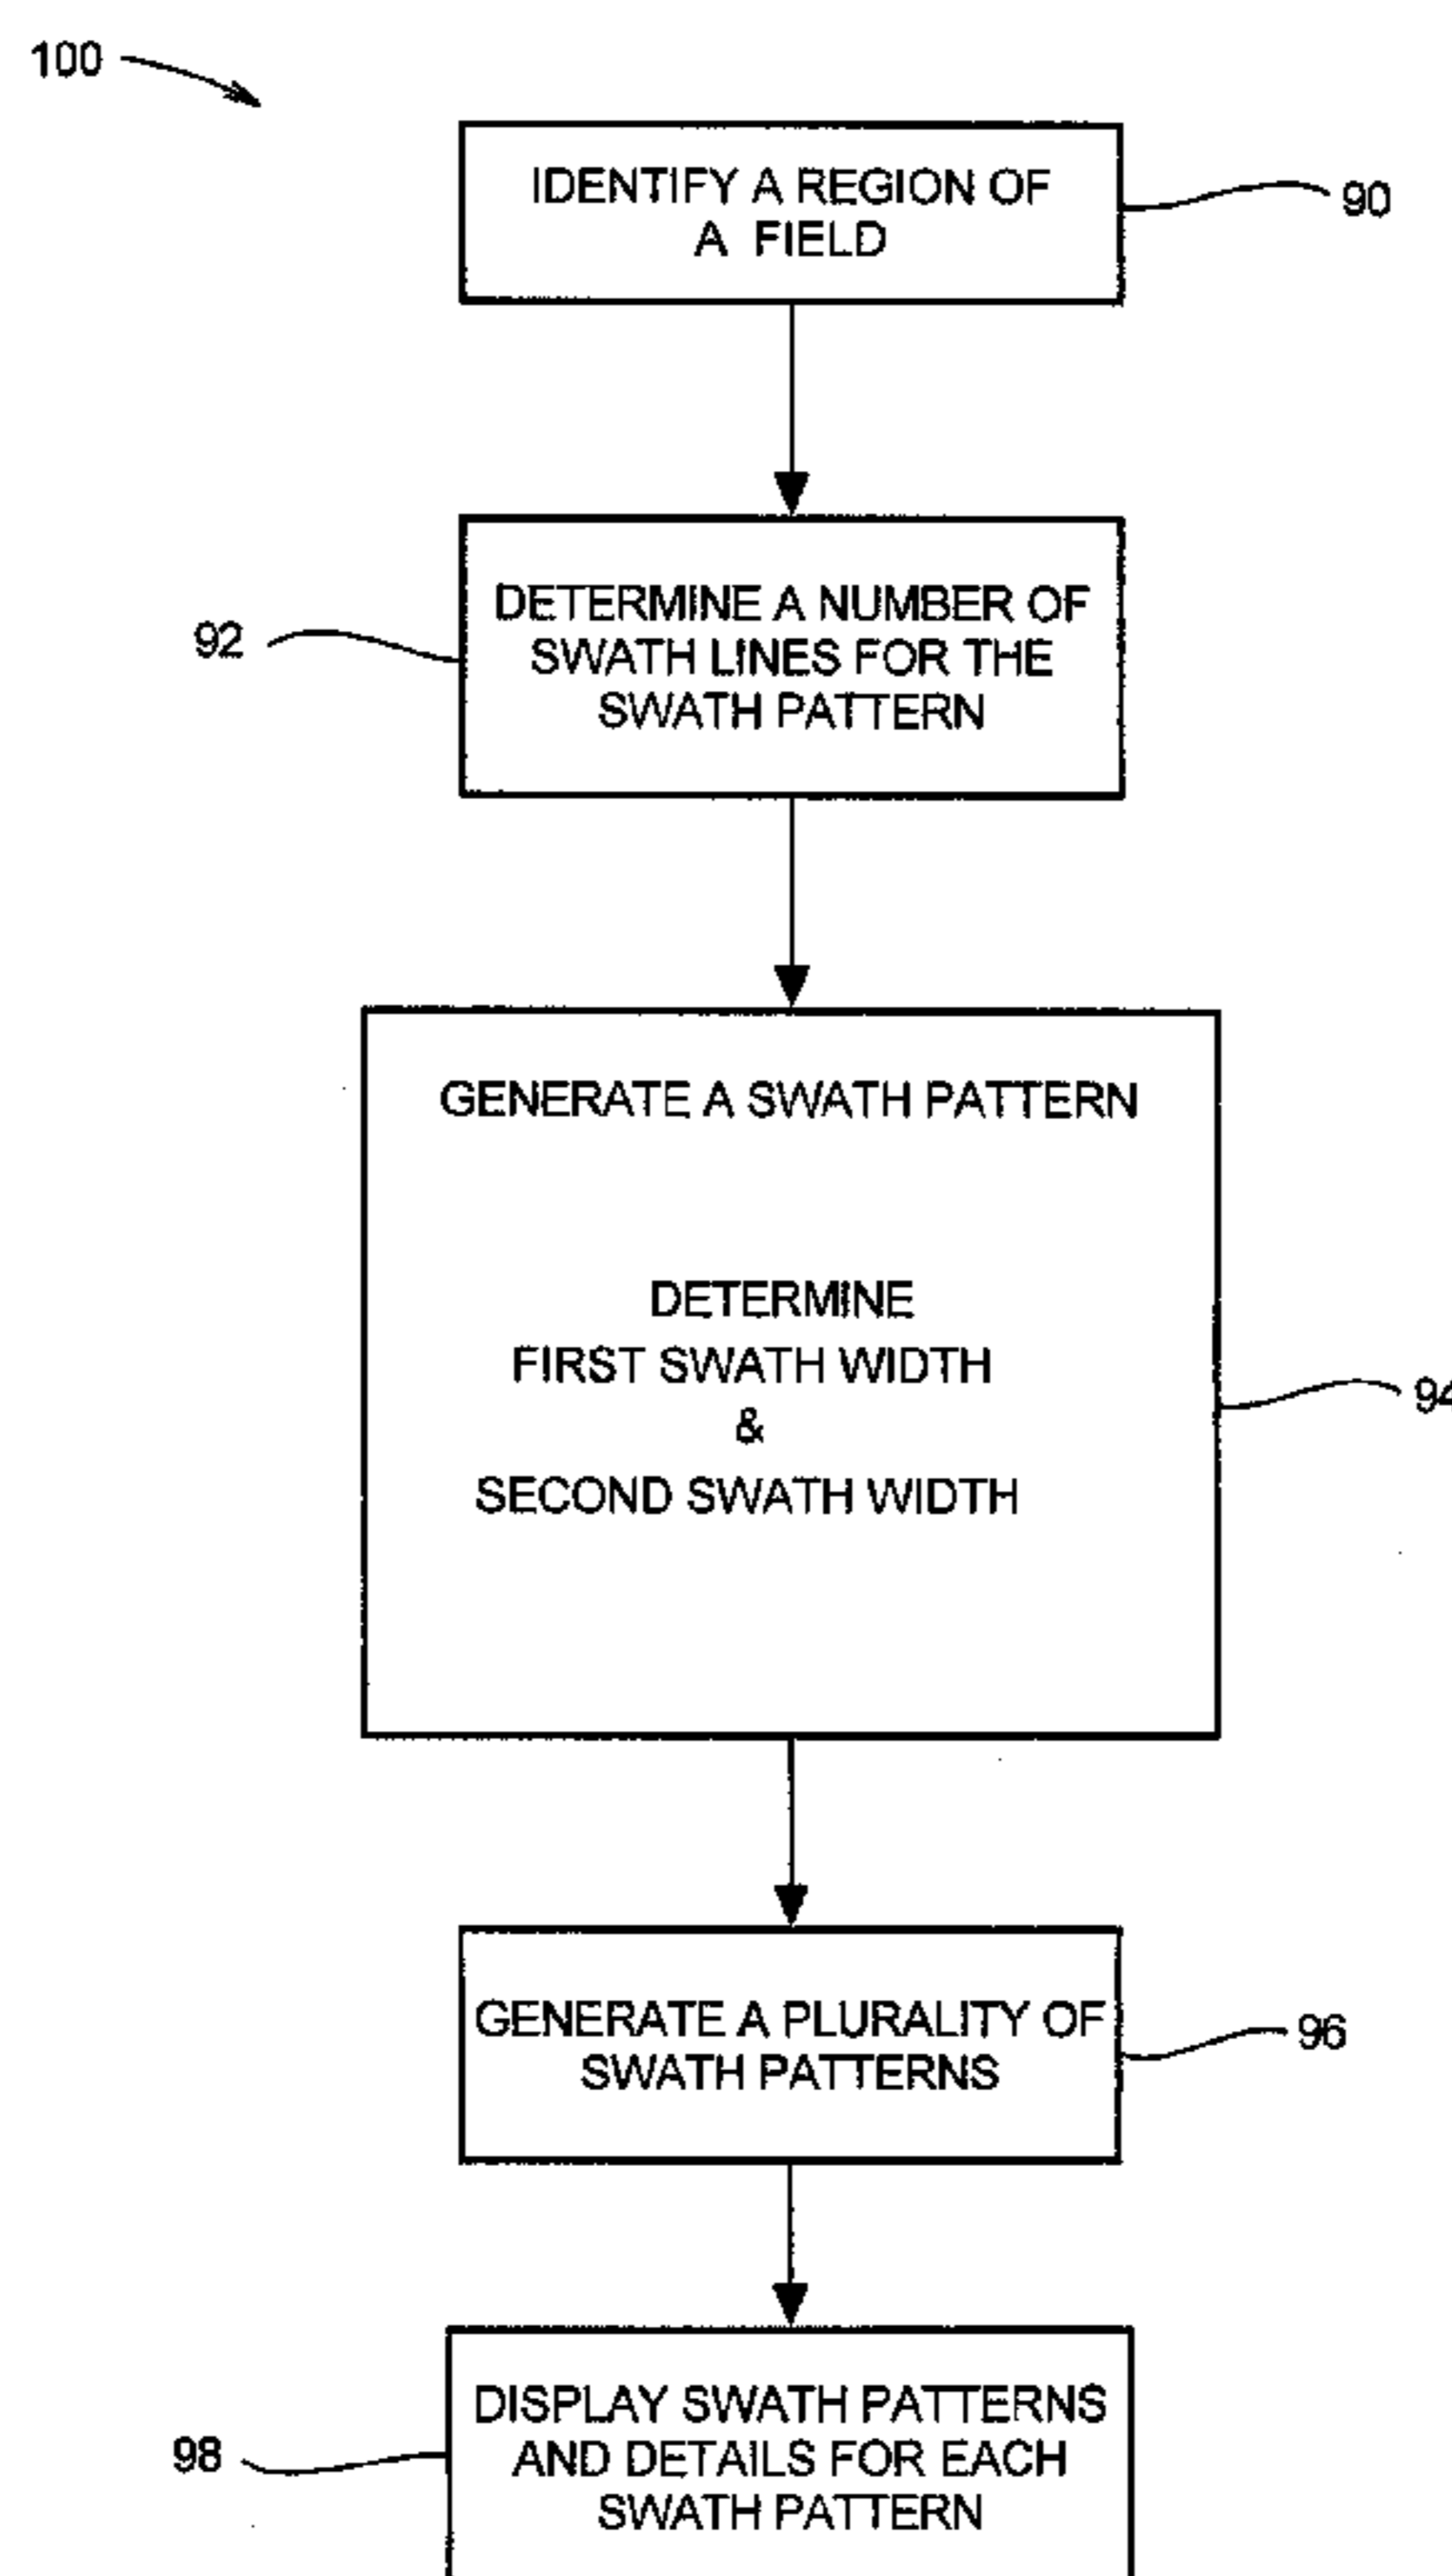 100
IDENTIFY A REGION OF
A FIELD
90
DETERMINE A NUMBER OF
SWATH LINES FOR THE
SWATH PATTERN
92
GENERATE A SWATH PATTERN
DETERMINE
FIRST SWATH WIDTH
&
SECOND SWATH WIDTH
94
GENERATE A PLURALITY OF
SWATH PATTERNS
96
DISPLAY SWATH PATTERNS
AND DETAILS FOR EACH
SWATH PATTERN
98